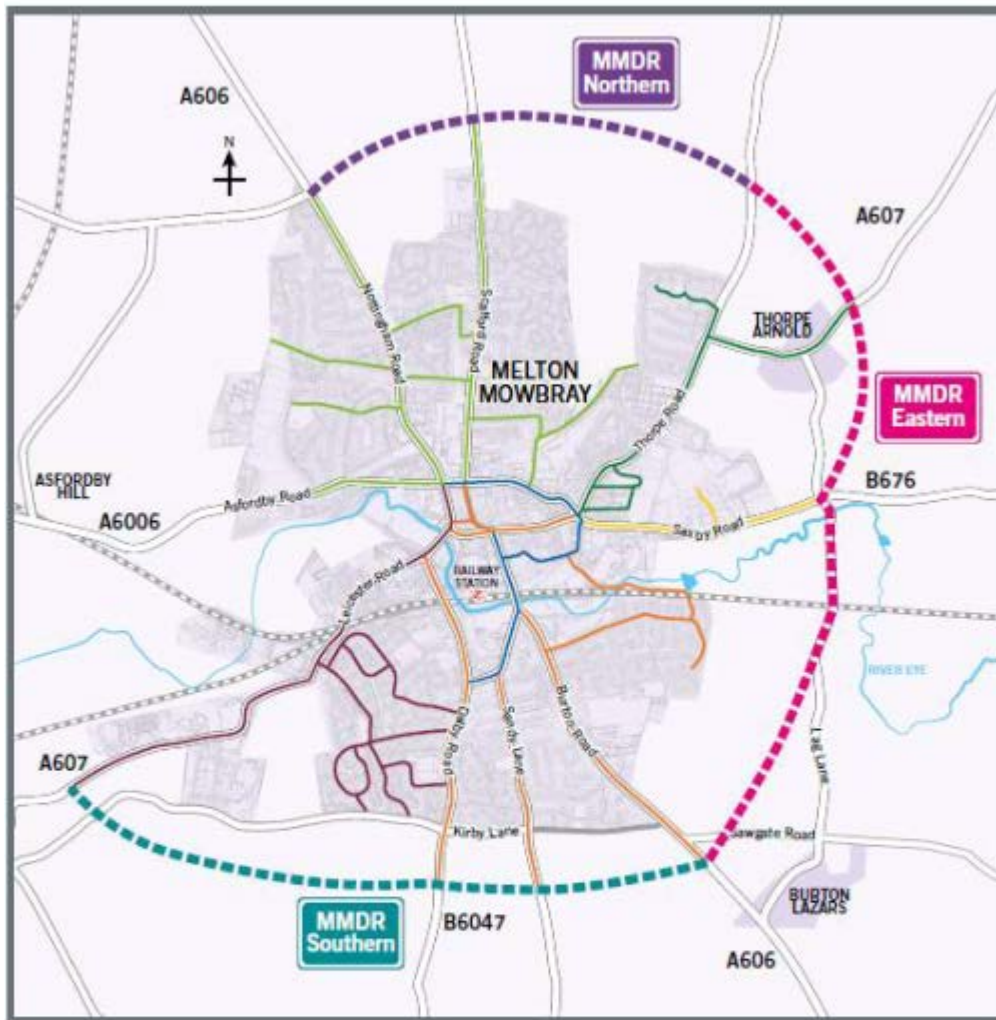 MMDR
Northern
A606
N
A607
Nottingham Road
Scalford Road
THORPE
ARNOLD
MELTON
MOWBRAY
MMDR
Eastern
Thorpe Road
ASFORDBY
HILL
B676
Asfordby Road
A6006
Saxby Road
RAILWAY
STATION
Leicester Road
RIVER EYE
Dalby Road
Sandy Lane
Burton Road
Lag Lane
A607
Kirby Lane
Sawgate Road
BURTON
LAZARS
MMDR
Southern
B6047
A606